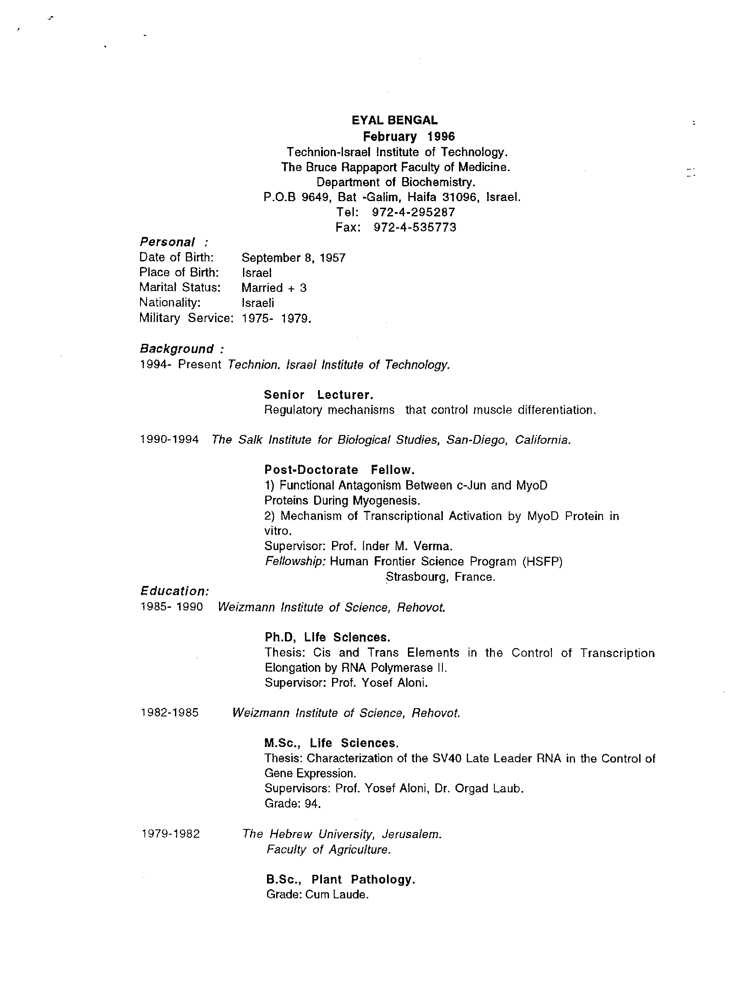 EYAL BENGAL
February 1996
Technion-Israel Institute of Technology.
The Bruce Rappaport Faculty of Medicine.
Department of Biochemistry.
P.O.B 9649, Bat -Galim, Haifa 31096, Israel.
Tel: 972-4-295287
Fax: 972-4-535773
Personal :
Date of Birth: September 8, 1957
Place of Birth: Israel
Marital Status: Married + 3
Nationality: Israeli
Military Service: 1975- 1979.
Background :
1994- Present Technion. Israel Institute of Technology.
Senior Lecturer.
Regulatory mechanisms that control muscle differentiation.
1990-1994 The Salk Institute for Biological Studies, San-Diego, California.
Post-Doctorate Fellow.
1) Functional Antagonism Between c-Jun and MyoD
Proteins During Myogenesis.
2) Mechanism of Transcriptional Activation by MyoD Protein in
vitro.
Supervisor: Prof. Inder M. Verma.
Fellowship: Human Frontier Science Program (HSFP)
Strasbourg, France.
Education:
1985- 1990 Weizmann Institute of Science, Rehovot.
Ph.D, Life Sciences.
Thesis: Cis and Trans Elements in the Control of Transcription
Elongation by RNA Polymerase II.
Supervisor: Prof. Yosef Aloni.
1982-1985 Weizmann Institute of Science, Rehovot.
M.Sc., Life Sciences.
Thesis: Characterization of the SV40 Late Leader RNA in the Control of
Gene Expression.
Supervisors: Prof. Yosef Aloni, Dr. Orgad Laub.
Grade: 94.
1979-1982 The Hebrew University, Jerusalem.
Faculty of Agriculture.
B.Sc., Plant Pathology.
Grade: Cum Laude.